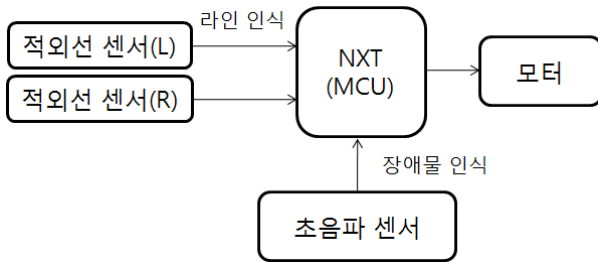 라인 인식
적외선 센서(L)
적외선 센서(R)
NXT
(MCU)
모터
장애물 인식
초음파 센서